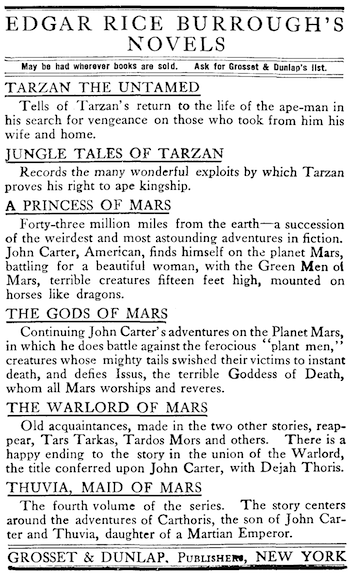 EDGAR RICE BURROUGH'S
NOVELS
May be had wherever books are sold. Ask for Grosset & Dunlap's list.
TARZAN THE UNTAMED
Tells of Tarzan's return to the life of the ape-man in
his search for vengeance on those who took from him his
wife and home.
JUNGLE TALES OF TARZAN
Records the many wonderful exploits by which Tarzan
proves his right to ape kingship.
A PRINCESS OF MARS
Forty-three million miles from the earth—a succession
of the weirdest and most astounding adventures in fiction.
John Carter, American, finds himself on the planet Mars,
battling for a beautiful woman, with the Green Men of
Mars, terrible creatures fifteen feet high, mounted on
horses like dragons.
THE GODS OF MARS
Continuing John Carter's adventures on the Planet Mars,
in which he does battle against the ferocious "plant men,"
creatures whose mighty tails swished their victims to instant
death, and defies Issus, the terrible Goddess of Death,
whom all Mars worships and reveres.
THE WARLORD OF MARS
Old acquaintances, made in the two other stories, reap-
pear, Tars Tarkas, Tardos Mors and others. There is a
happy ending to the story in the union of the Warlord,
the title conferred upon John Carter, with Dejah Thoris.
THUVIA, MAID OF MARS
The fourth volume of the series. The story centers
around the adventures of Carthoris, the son of John Car-
ter and Thuvia, daughter of a Martian Emperor.
GROSSET & DUNLAP, PUBLISHERS, NEW YORK